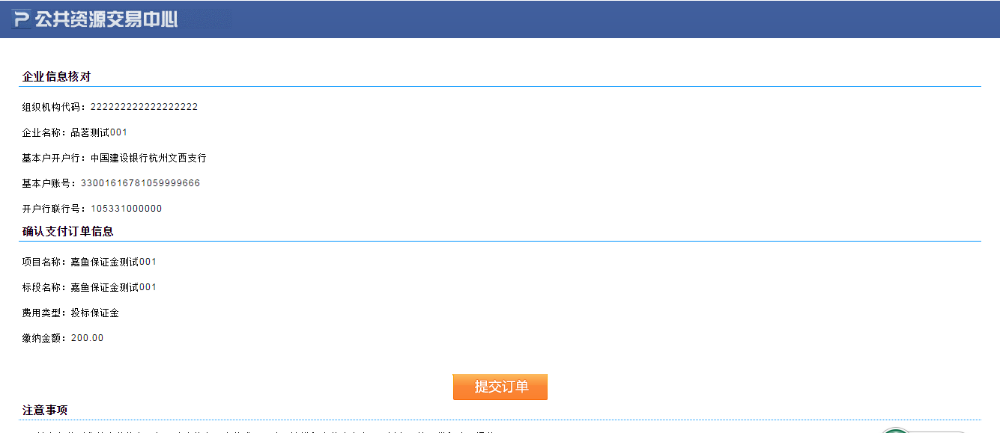 公共资源交易中心
企业信息核对
组织机构代码：222222222222222222
企业名称：品茗测试001
基本户开户行：中国建设银行杭州文西支行
基本户账号：33001616781059999666
开户行联行号：105331000000
确认支付订单信息
项目名称：嘉鱼保证金测试001
标段名称：嘉鱼保证金测试001
费用类型：投标保证金
缴纳金额：200.00
提交订单
注意事项